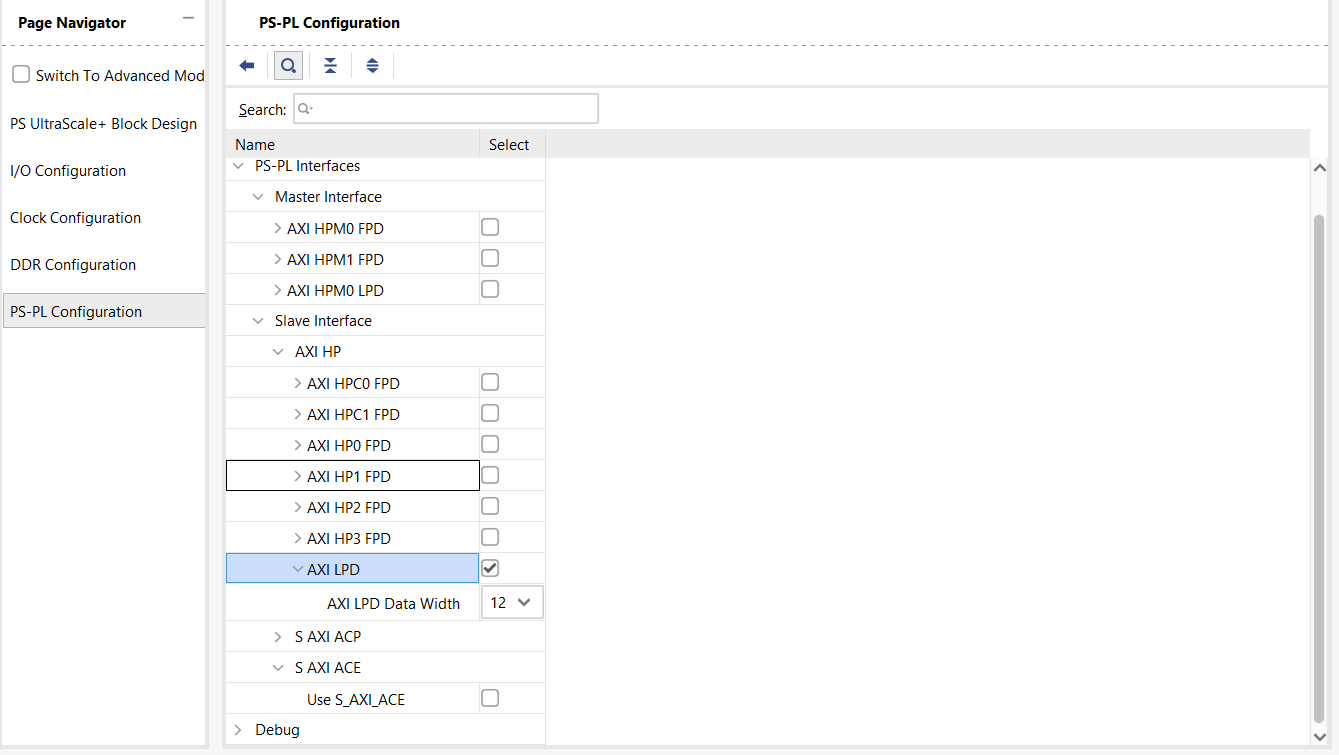 Page Navigator
Switch To Advanced Mod
PS UltraScale+ Block Design
I/O Configuration
Clock Configuration
DDR Configuration
PS-PL Configuration
PS-PL Configuration
Search:
Name Select
PS-PL Interfaces
Master Interface
AXI HPM0 FPD
AXI HPM1 FPD
AXI HPM0 LPD
Slave Interface
AXI HP
AXI HPC0 FPD
AXI HPC1 FPD
AXI HP0 FPD
AXI HP1 FPD
AXI HP2 FPD
AXI HP3 FPD
AXI LPD
AXI LPD Data Width 12
S AXI ACP
S AXI ACE
Use S_AXI_ACE
Debug